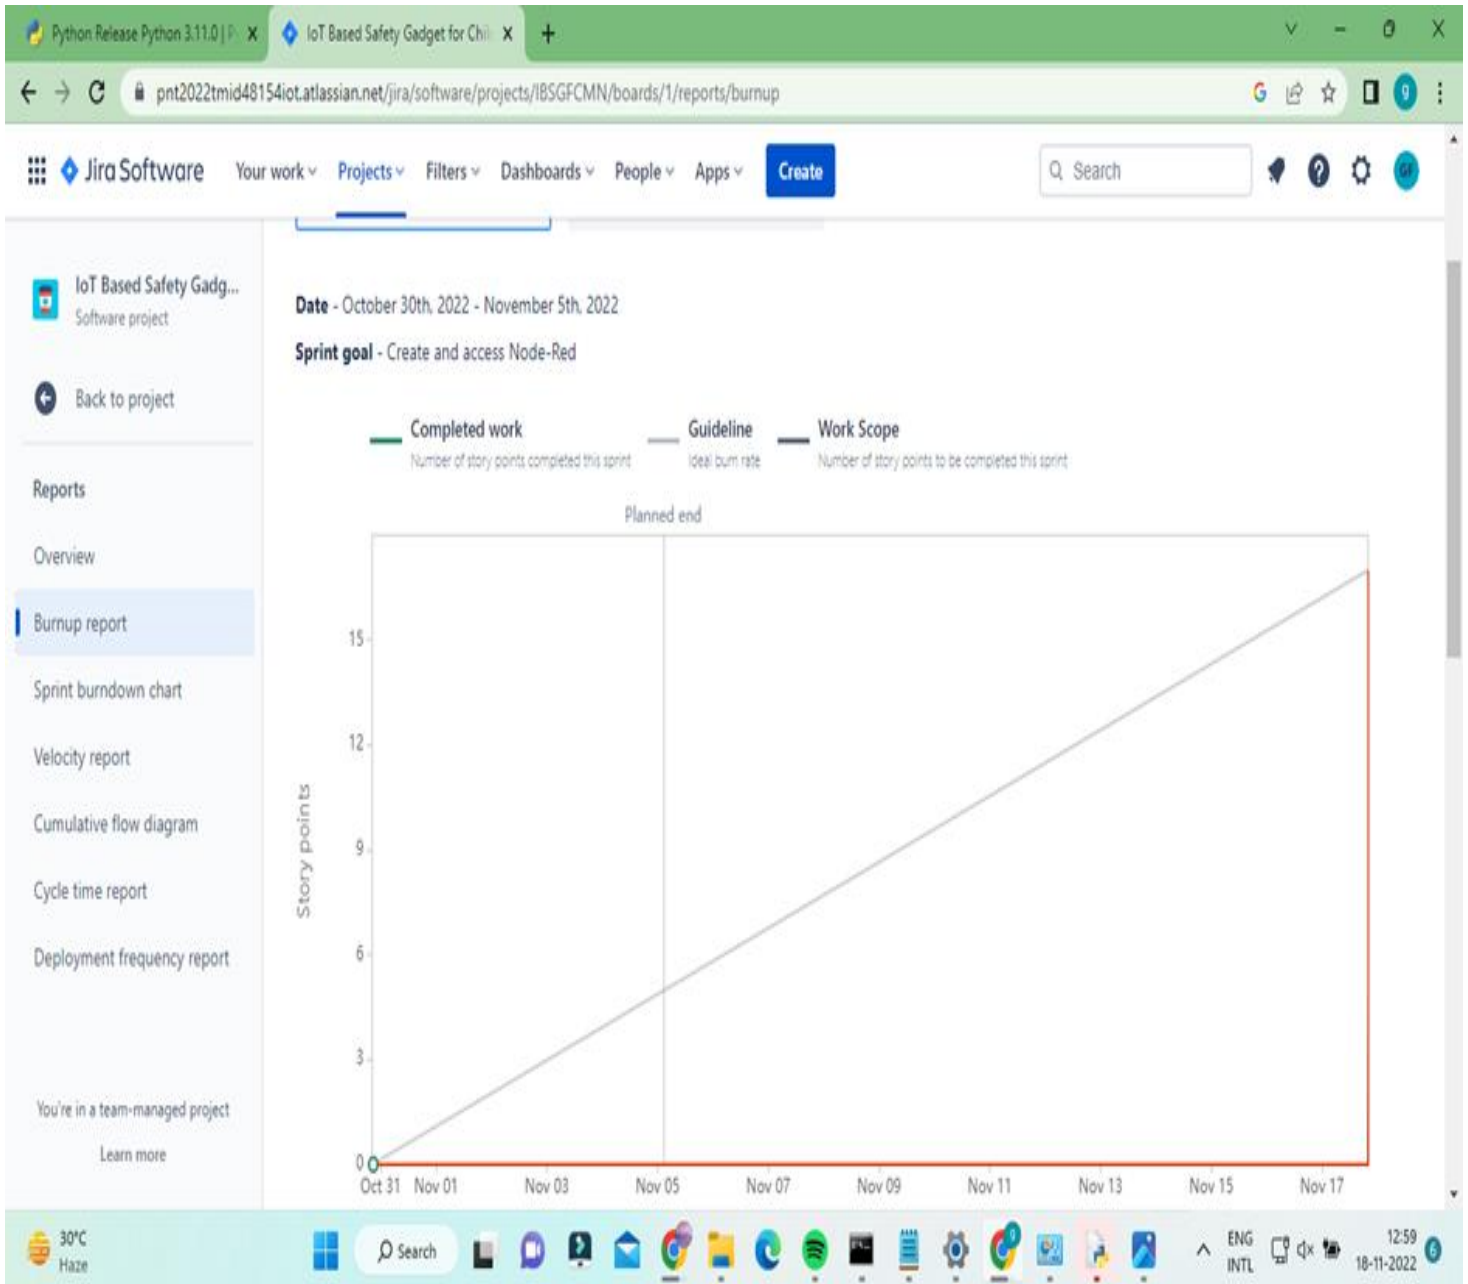 Python Release Python 3.11.0 | P
IoT Based Safety Gadget for Chil
pnt2022tmid48154iot.atlassian.net/jira/software/projects/IBSGFCMN/boards/1/reports/burnup
G
9
Jira Software
Your work
Projects
Filters
Dashboards
People
Apps
Create
Search
GF
IoT Based Safety Gadg...
Software project
Back to project
Reports
Overview
Burnup report
Sprint burndown chart
Velocity report
Cumulative flow diagram
Cycle time report
Deployment frequency report
You're in a team-managed project
Learn more
Date - October 30th, 2022 - November 5th, 2022
Sprint goal - Create and access Node-Red
Completed work
Number of story points completed this sprint
Guideline
Ideal burn rate
Work Scope
Number of story points to be completed this sprint
Planned end
Story points
15
12
9
6
3
0
Oct 31 Nov 01 Nov 03 Nov 05 Nov 07 Nov 09 Nov 11 Nov 13 Nov 15 Nov 17
30°C
Haze
Search
9
ENG
INTL
12:59
18-11-2022
6